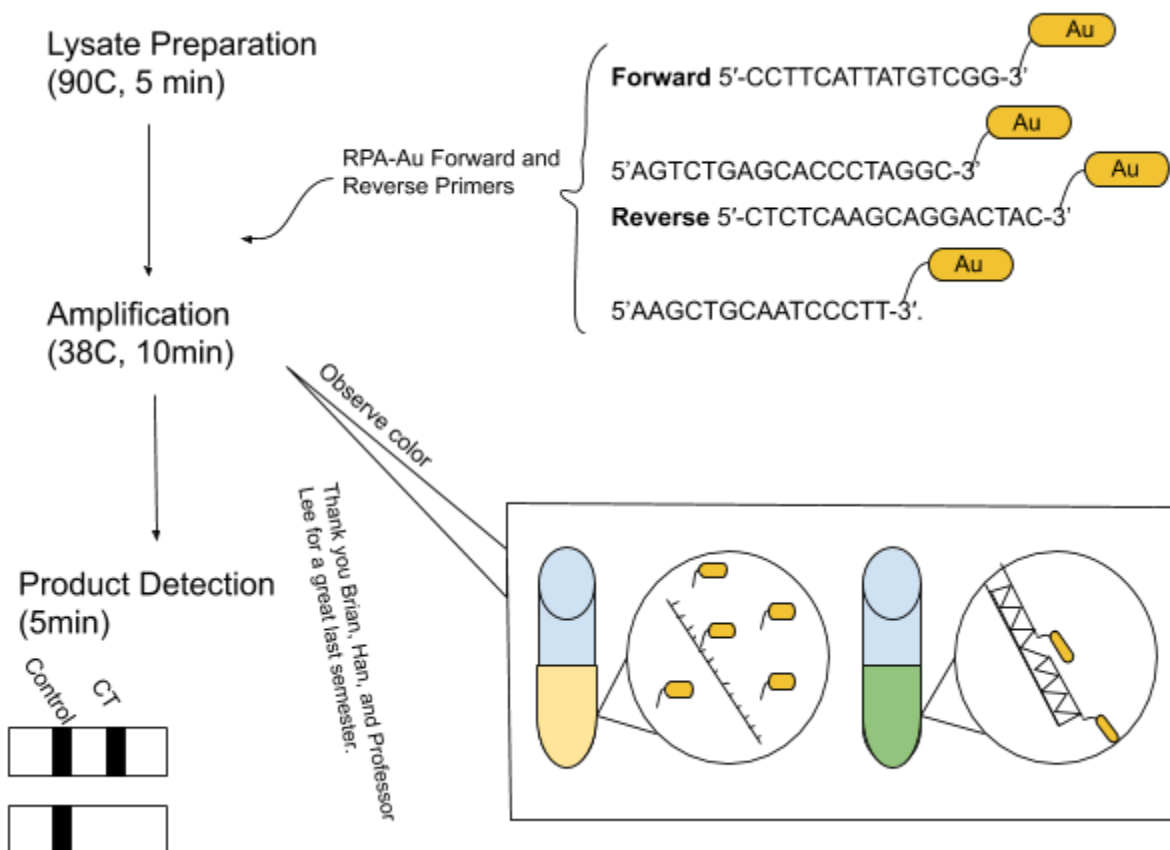 Lysate Preparation
(90C, 5 min)
RPA-Au Forward and
Reverse Primers
Au
Forward 5′-CCTTCATTATGTCGG-3′
Au
5'AGTCTGAGCACCCTAGGC-3′
Au
Reverse 5′-CTCTCAAGCAGGACTAC-3′
Au
5'AAGCTGCAATCCCTT-3′.
Amplification
(38C, 10min)
Observe color
Thank you Brian, Han, and Professor
Lee for a great last semester.
Product Detection
(5min)
Control
CT